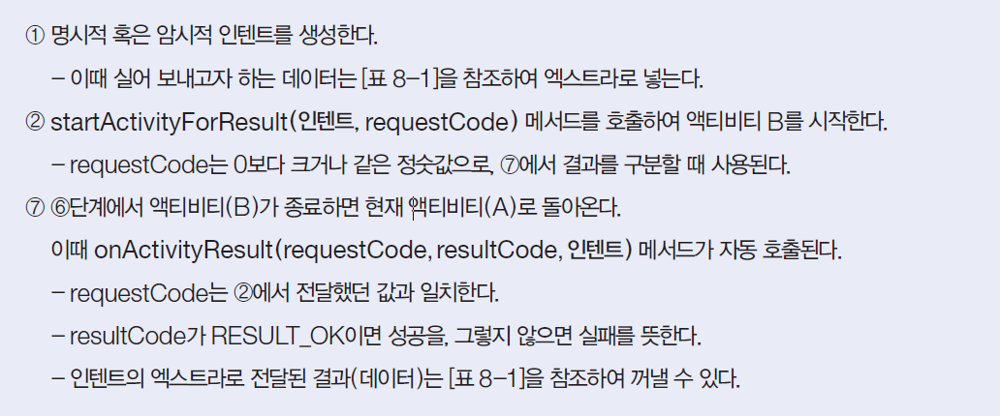 ① 명시적 혹은 암시적 인텐트를 생성한다.
– 이때 실어 보내고자 하는 데이터는 [표 8-1]을 참조하여 엑스트라로 넣는다.
② startActivityForResult(인텐트, requestCode) 메서드를 호출하여 액티비티 B를 시작한다.
– requestCode는 0보다 크거나 같은 정숫값으로, ⑦에서 결과를 구분할 때 사용된다.
⑦ ⑥단계에서 액티비티(B)가 종료하면 현재 액티비티(A)로 돌아온다.
이때 onActivityResult(requestCode, resultCode, 인텐트) 메서드가 자동 호출된다.
– requestCode는 ②에서 전달했던 값과 일치한다.
– resultCode가 RESULT_OK이면 성공을, 그렇지 않으면 실패를 뜻한다.
– 인텐트의 엑스트라로 전달된 결과(데이터)는 [표 8-1]을 참조하여 꺼낼 수 있다.